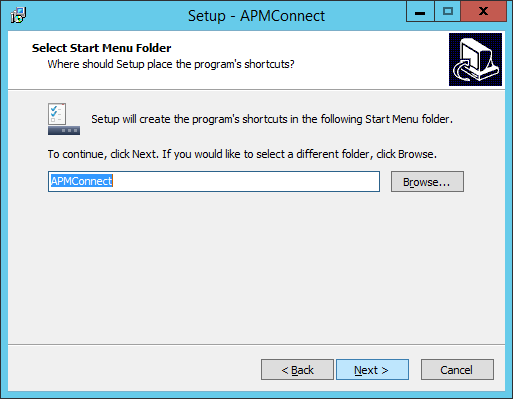 Setup - APMConnect
Select Start Menu Folder
Where should Setup place the program's shortcuts?
Setup will create the program's shortcuts in the following Start Menu folder.
To continue, click Next. If you would like to select a different folder, click Browse.
APMConnect Browse...
< Back Next > Cancel